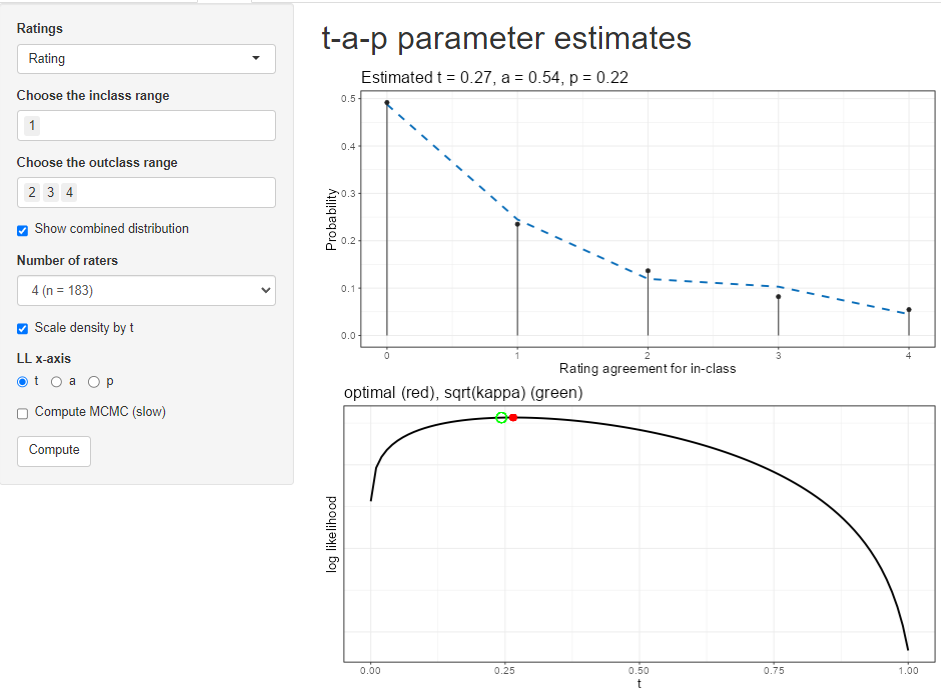 Ratings
Rating
Choose the inclass range
1
Choose the outclass range
2 3 4
Show combined distribution
Number of raters
4 (n = 183)
Scale density by t
LL x-axis
t a p
Compute MCMC (slow)
Compute
t-a-p parameter estimates
Estimated t = 0.27, a = 0.54, p = 0.22
Probability
0.5
0.4
0.3
0.2
0.1
0.0
0 1 2 3 4
Rating agreement for in-class
optimal (red), sqrt(kappa) (green)
log likelihood
0.00 0.25 0.50 0.75 1.00
t